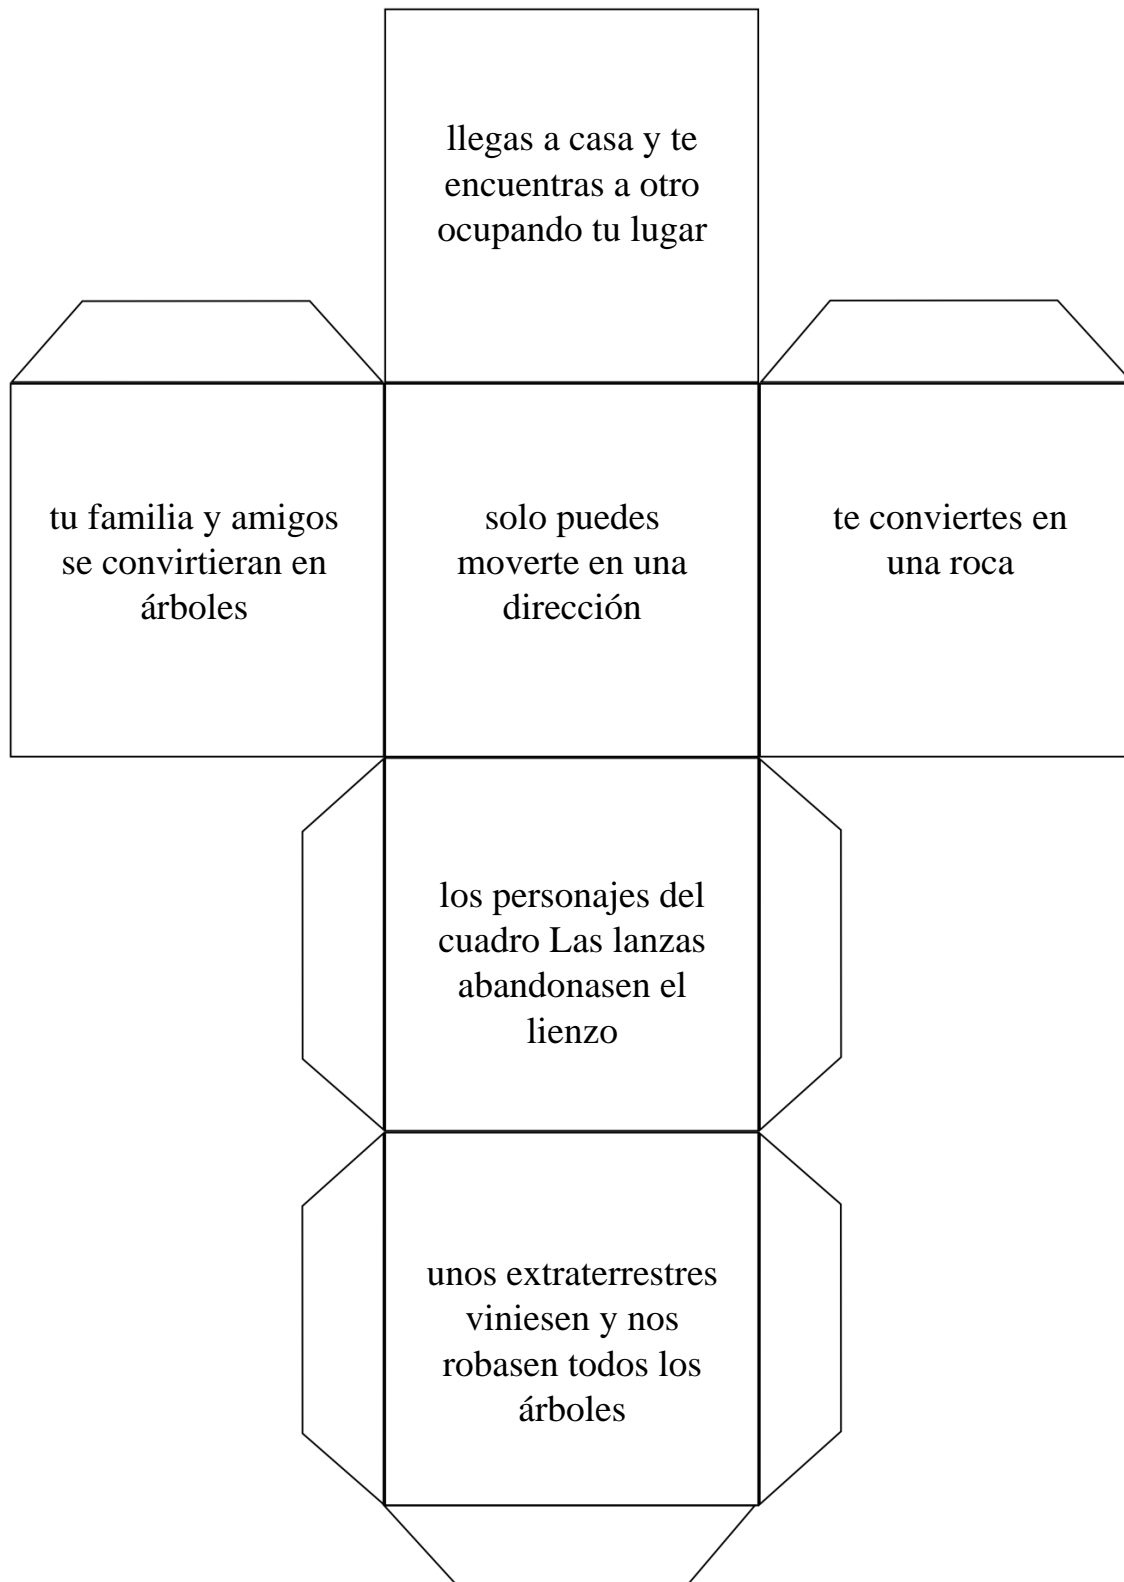 llegas a casa y te
encuentras a otro
ocupando tu lugar
tu familia y amigos
se convirtieran en
árboles
solo puedes
moverte en una
dirección
te conviertes en
una roca
los personajes del
cuadro Las lanzas
abandonasen el
lienzo
unos extraterrestres
viniesen y nos
robasen todos los
árboles